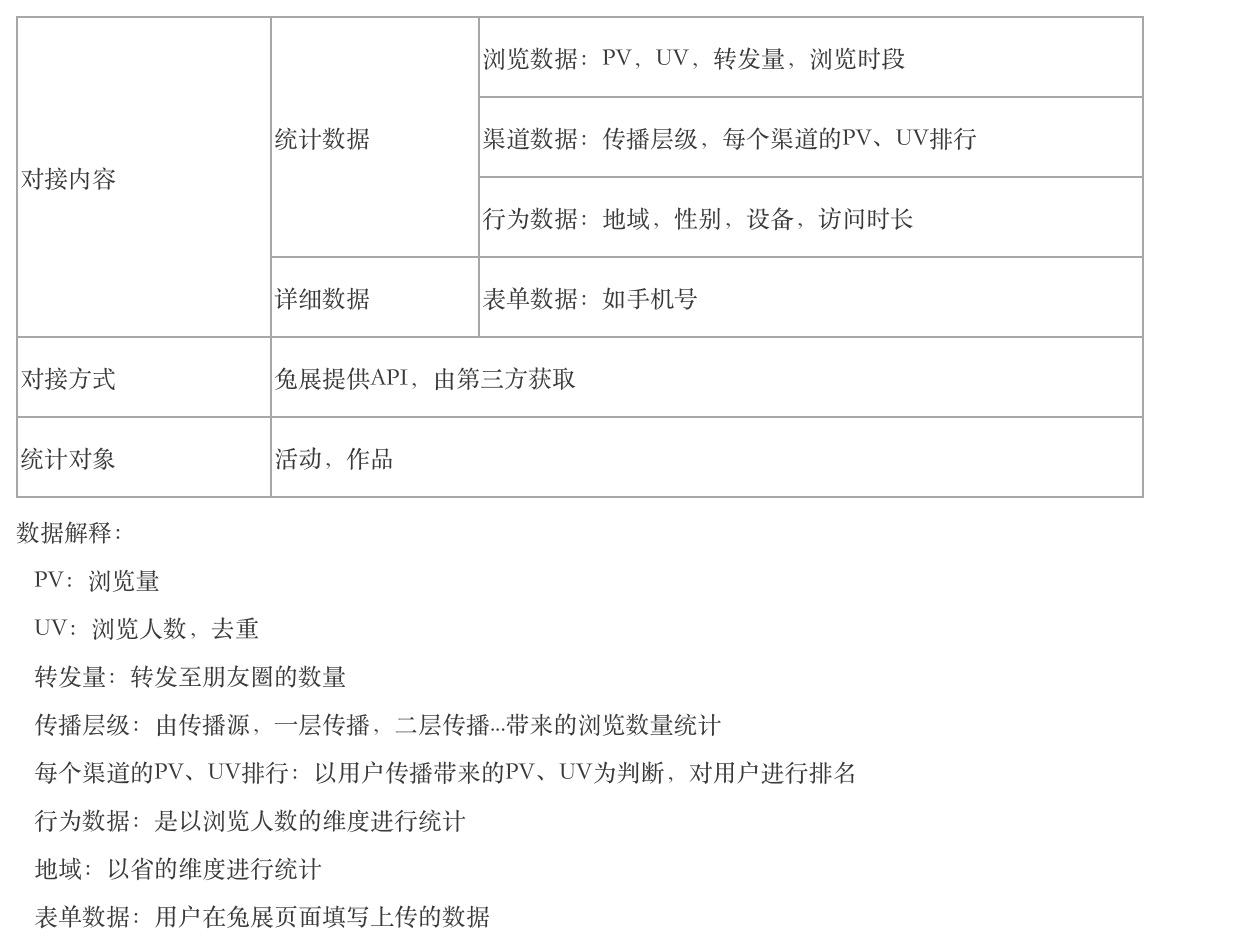 对接内容
统计数据
浏览数据：PV，UV，转发量，浏览时段
渠道数据：传播层级，每个渠道的PV、UV排行
行为数据：地域，性别，设备，访问时长
详细数据
表单数据：如手机号
对接方式
兔展提供API，由第三方获取
统计对象
活动，作品
数据解释：
PV：浏览量
UV：浏览人数，去重
转发量：转发至朋友圈的数量
传播层级：由传播源，一层传播，二层传播...带来的浏览数量统计
每个渠道的PV、UV排行：以用户传播带来的PV、UV为判断，对用户进行排名
行为数据：是以浏览人数的维度进行统计
地域：以省的维度进行统计
表单数据：用户在兔展页面填写上传的数据